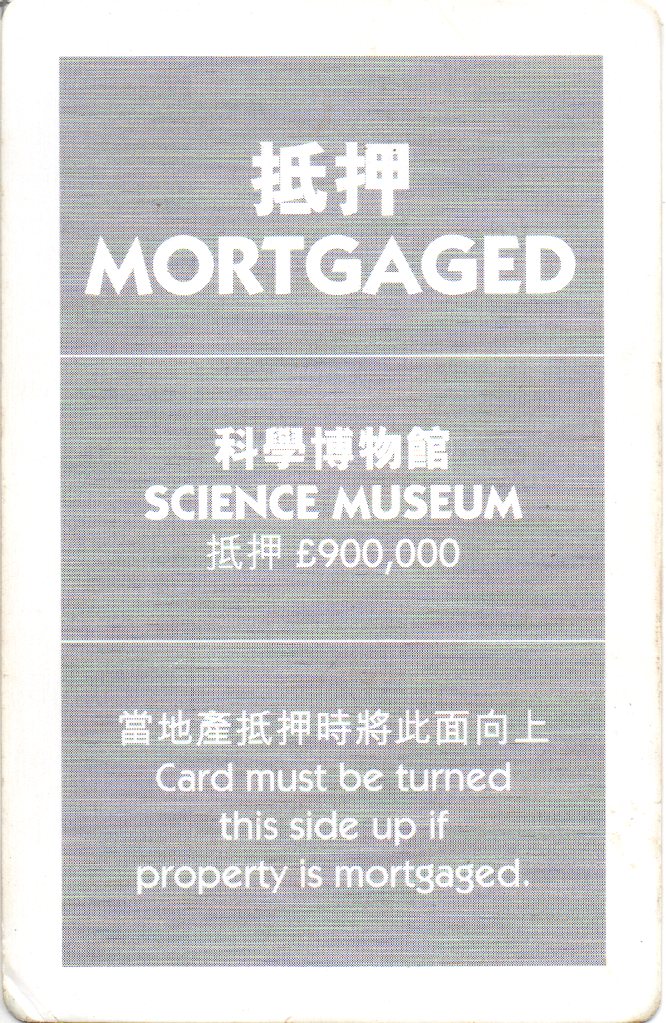 抵押
MORTGAGED
科學博物館
SCIENCE MUSEUM
抵押 £900,000
當地產抵押時將此面向上
Card must be turned
this side up if
property is mortgaged.